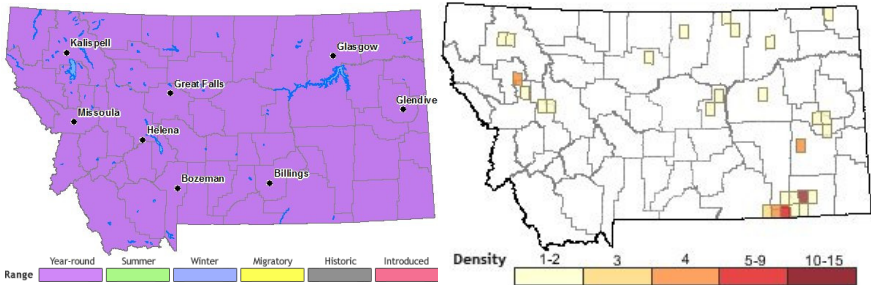 Kalispell
Glasgow
Great Falls
Glendive
Missoula
Helena
Bozeman
Billings
Range
Year-round
Summer
Winter
Migratory
Historic
Introduced
Density
1-2
3
4
5-9
10-15